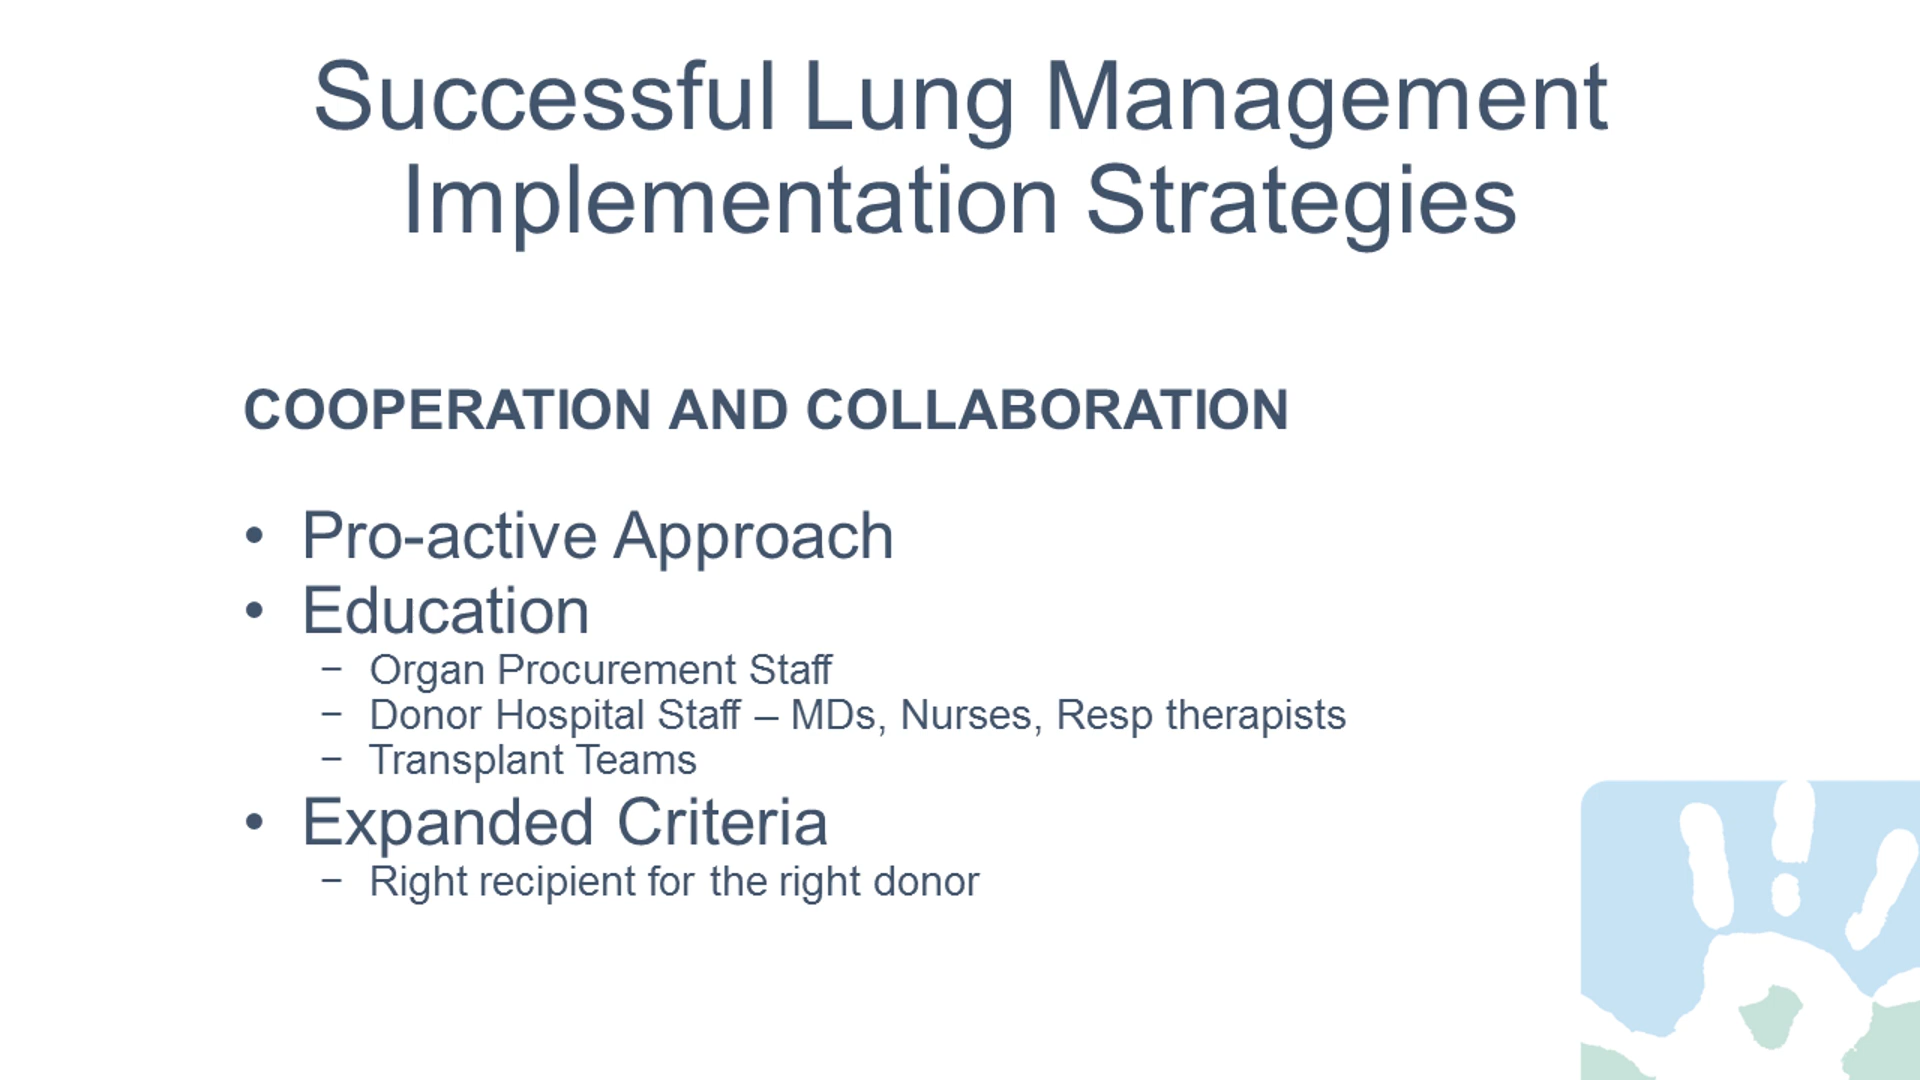 Successful Lung Management
Implementation Strategies
COOPERATION AND COLLABORATION
• Pro-active Approach
• Education
− Organ Procurement Staff
− Donor Hospital Staff – MDs, Nurses, Resp therapists
− Transplant Teams
• Expanded Criteria
− Right recipient for the right donor